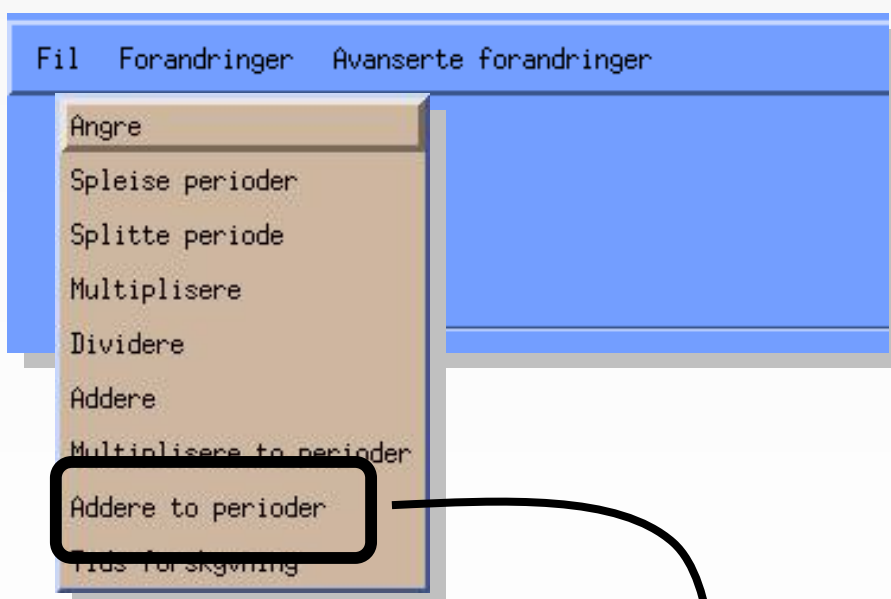 Fil Forandringer Avanserte forandringer
Angre
Spleise perioder
Splitte periode
Multiplisere
Dividere
Addere
Multiplisere to perioder
Addere to perioder
Tids forskyvning